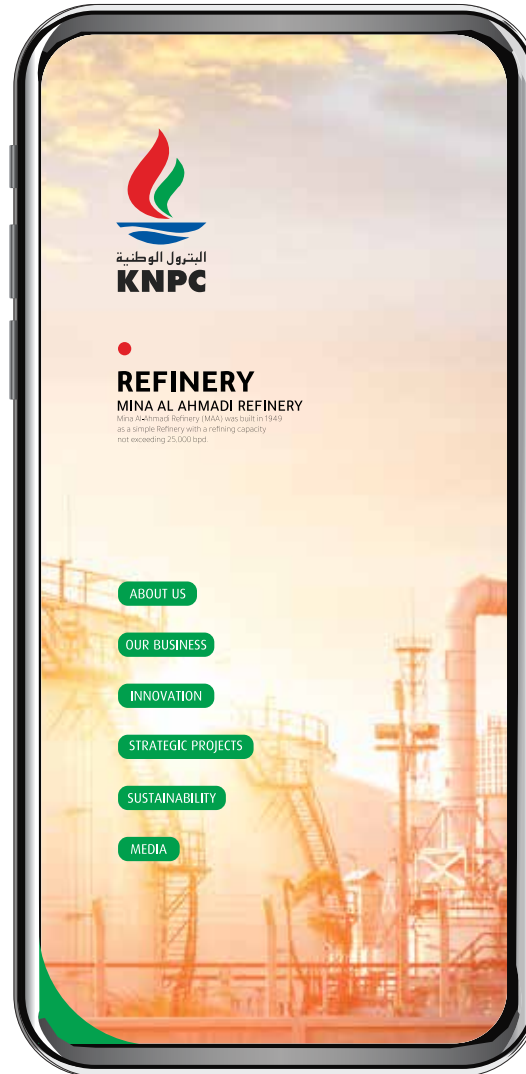 البترول الوطنية
KNPC
REFINERY
MINA AL AHMADI REFINERY
Mina Al-Ahmadi Refinery (MAA) was built in 1949
as a simple Refinery with a refining capacity
not exceeding 25,000 bpd.
ABOUT US
OUR BUSINESS
INNOVATION
STRATEGIC PROJECTS
SUSTAINABILITY
MEDIA